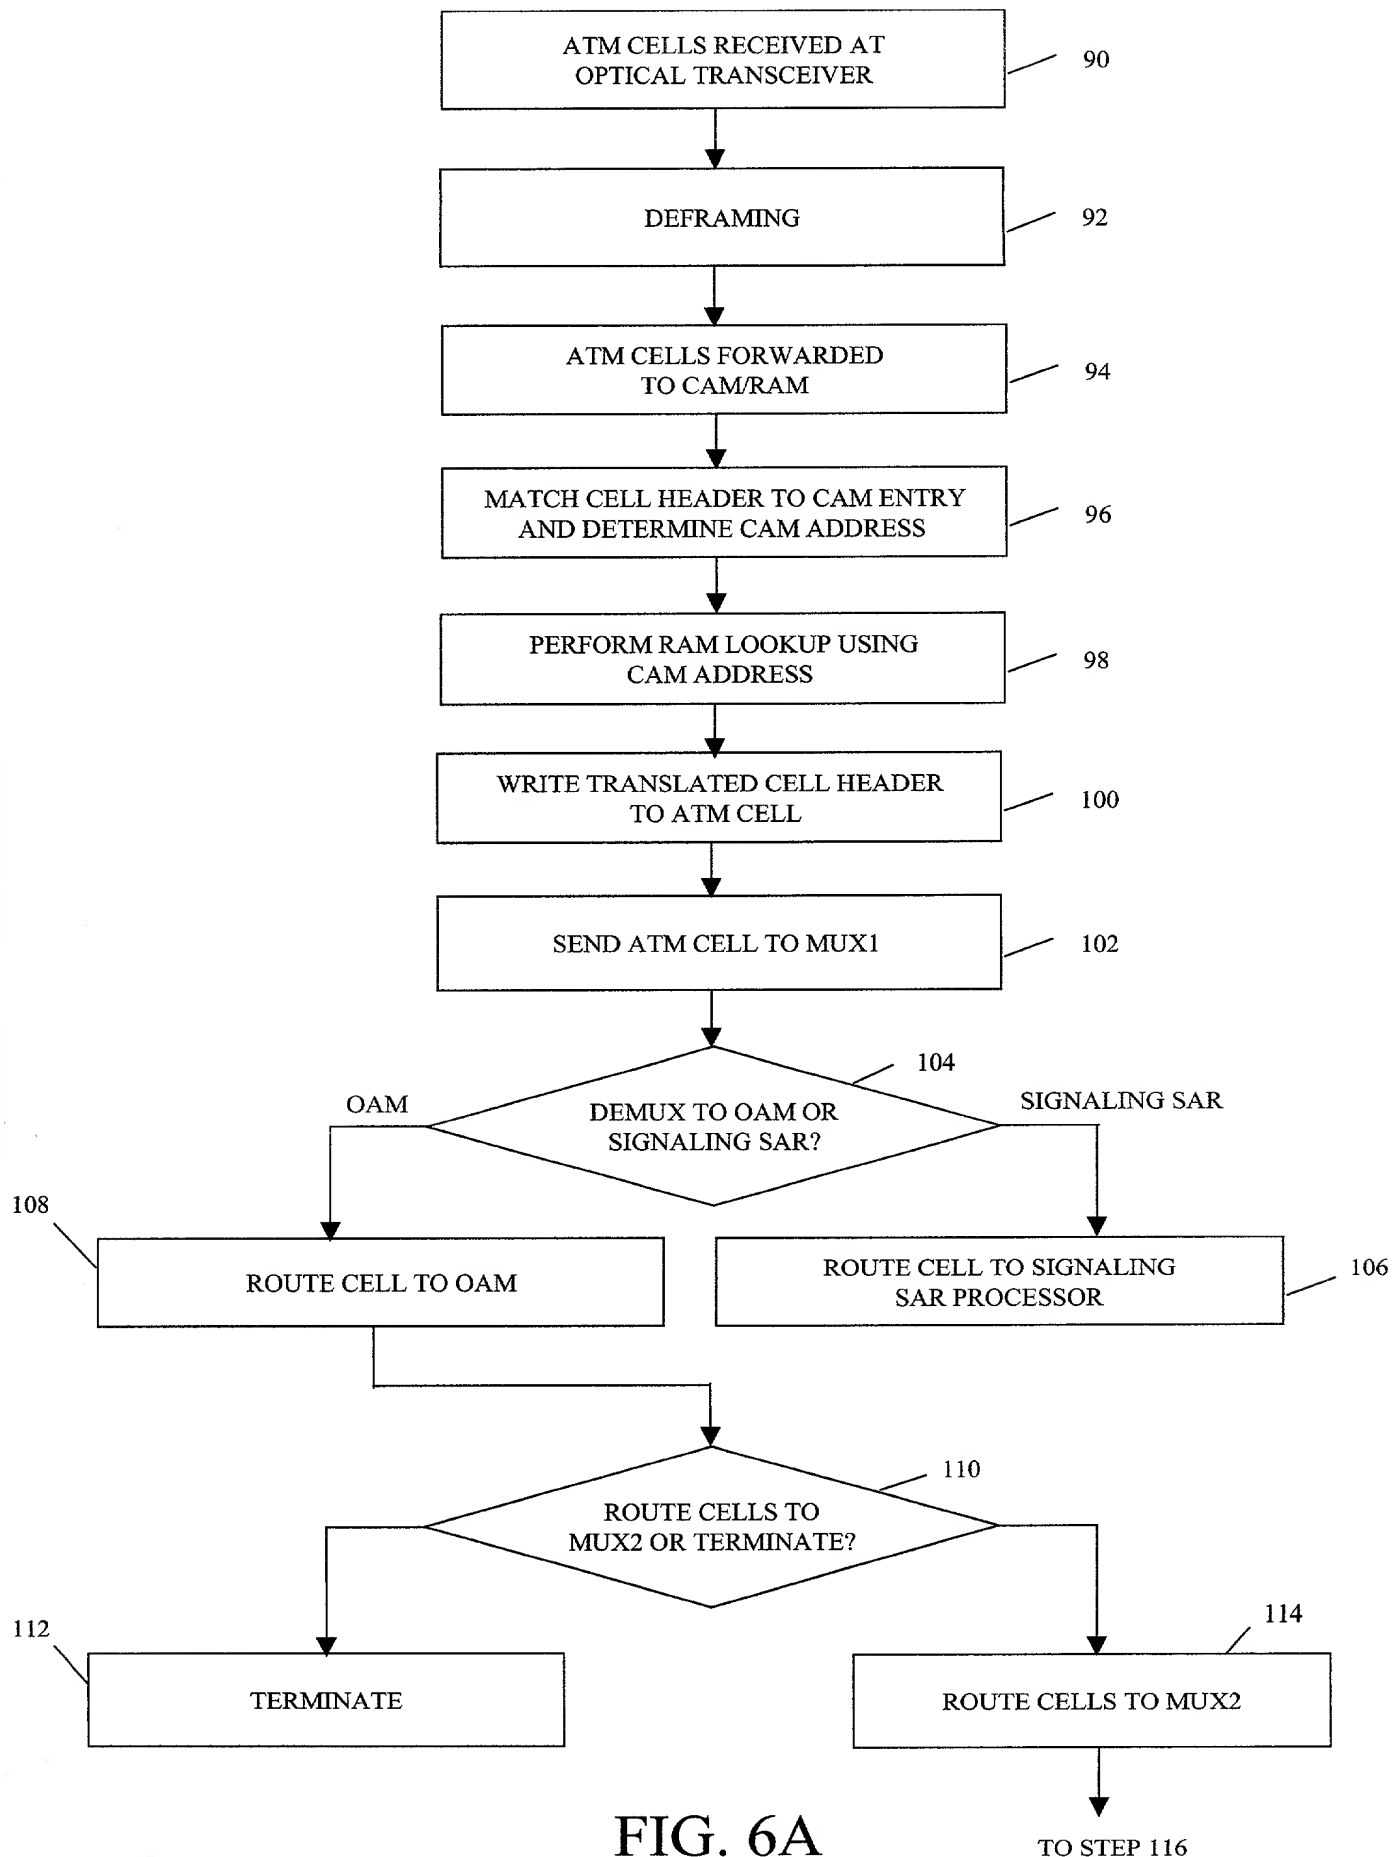 ATM CELLS RECEIVED AT
OPTICAL TRANSCEIVER
90
DEFRAMING
92
ATM CELLS FORWARDED
TO CAM/RAM
94
MATCH CELL HEADER TO CAM ENTRY
AND DETERMINE CAM ADDRESS
96
PERFORM RAM LOOKUP USING
CAM ADDRESS
98
WRITE TRANSLATED CELL HEADER
TO ATM CELL
100
SEND ATM CELL TO MUX1
102
104
OAM
DEMUX TO OAM OR
SIGNALING SAR?
SIGNALING SAR
108
ROUTE CELL TO OAM
ROUTE CELL TO SIGNALING
SAR PROCESSOR
106
110
ROUTE CELLS TO
MUX2 OR TERMINATE?
112
TERMINATE
114
ROUTE CELLS TO MUX2
FIG. 6A
TO STEP 116